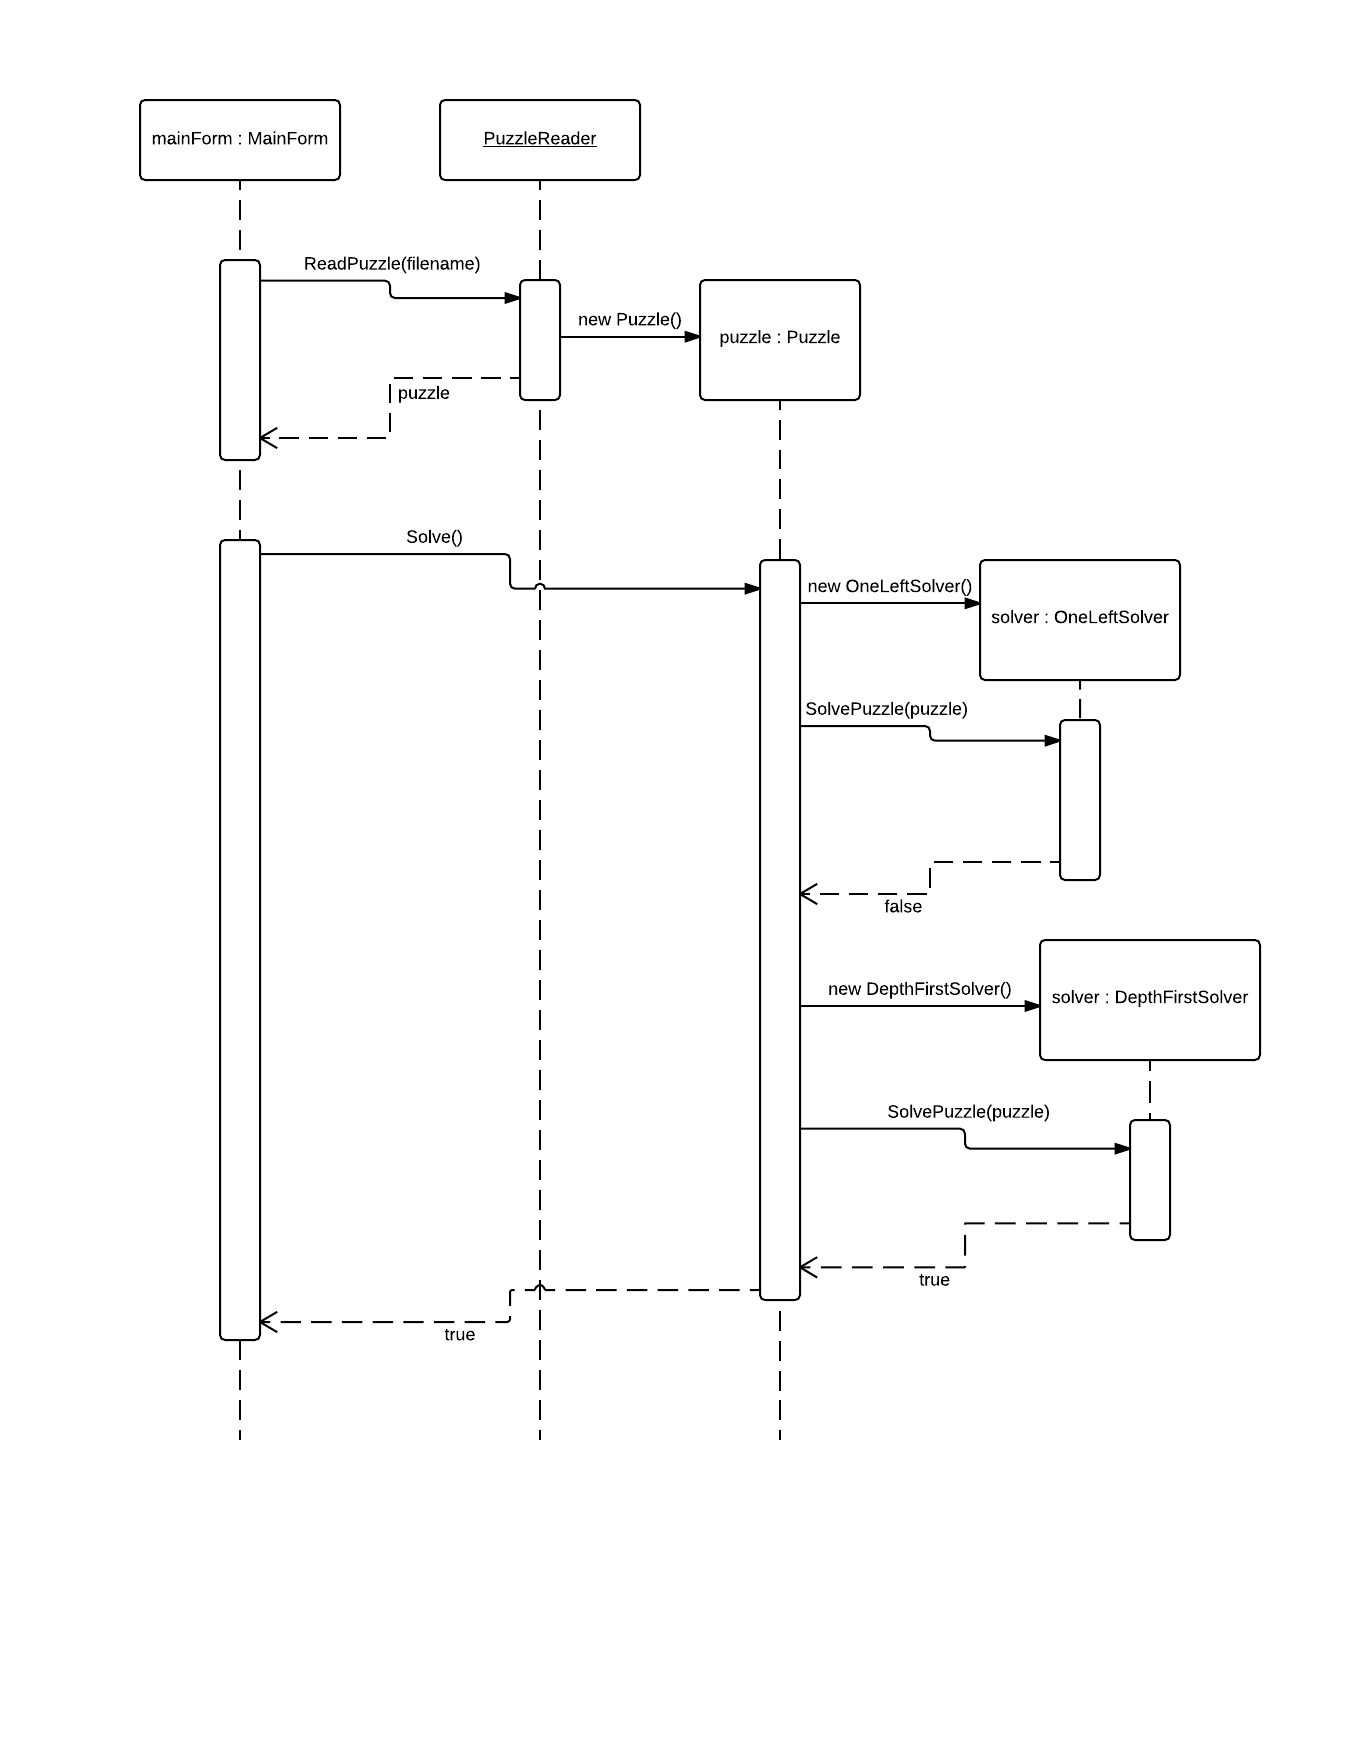 mainForm : MainForm
PuzzleReader
ReadPuzzle(filename)
new Puzzle()
puzzle : Puzzle
puzzle
Solve()
new OneLeftSolver()
solver : OneLeftSolver
SolvePuzzle(puzzle)
false
new DepthFirstSolver()
solver : DepthFirstSolver
SolvePuzzle(puzzle)
true
true